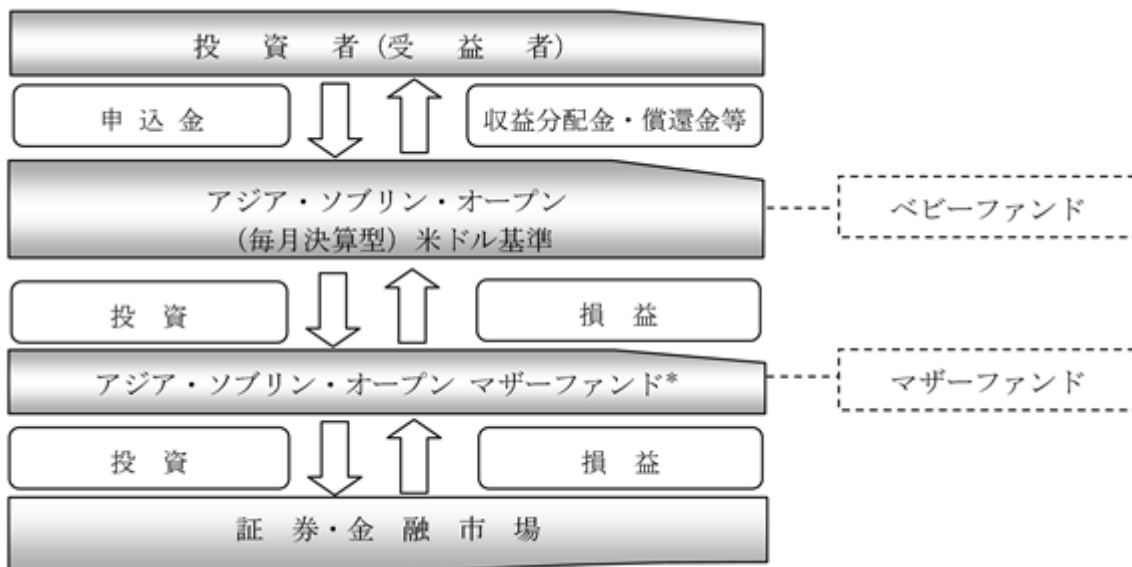 投資者(受益者)
申込金
収益分配金・償還金等
アジア・ソブリン・オープン
(毎月決算型)米ドル基準
ベビーファンド
投資
損益
アジア・ソブリン・オープン マザーファンド*
マザーファンド
投資
損益
証券・金融市場